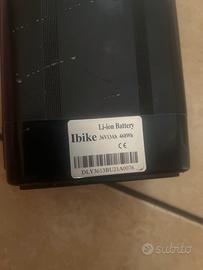 Li-ion Battery
Ibike 36V13Ah 468Wh
CE
DLY3613BU21A0076
subito